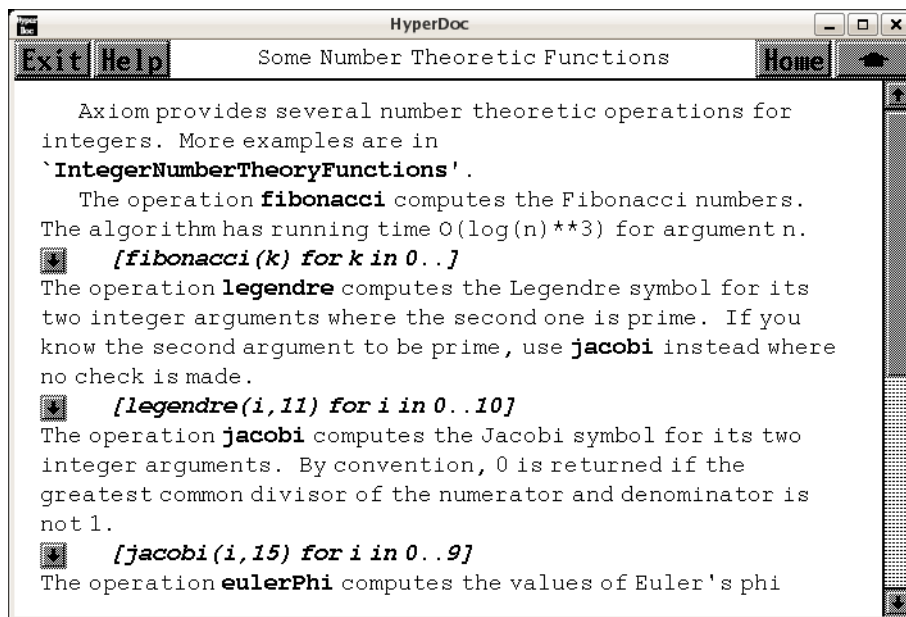 Hyper Doc
HyperDoc
Exit Help Some Number Theoretic Functions Home
Axiom provides several number theoretic operations for
integers. More examples are in
`IntegerNumberTheoryFunctions'.
The operation fibonacci computes the Fibonacci numbers.
The algorithm has running time O(log(n)**3) for argument n.
[fibonacci(k) for k in 0..]
The operation legendre computes the Legendre symbol for its
two integer arguments where the second one is prime. If you
know the second argument to be prime, use jacobi instead where
no check is made.
[legendre(i,11) for i in 0..10]
The operation jacobi computes the Jacobi symbol for its two
integer arguments. By convention, 0 is returned if the
greatest common divisor of the numerator and denominator is
not 1.
[jacobi(i,15) for i in 0..9]
The operation eulerPhi computes the values of Euler's phi